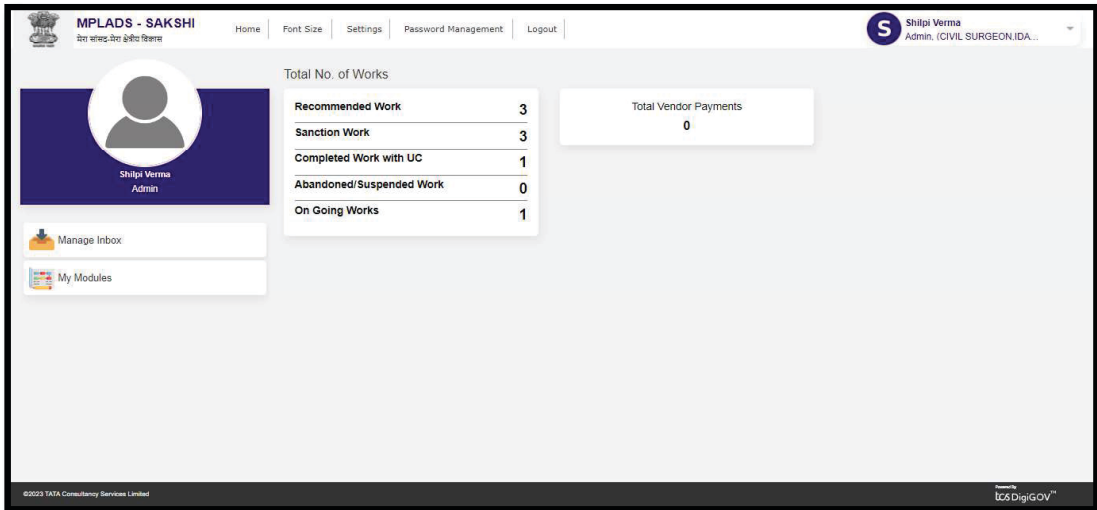 MPLADS - SAKSHI
मेरा सांसद-मेरा क्षेत्रीय विकास
Home
Font Size
Settings
Password Management
Logout
S
Shilpi Verma
Admin, (CIVIL SURGEON,IDA...
Shilpi Verma
Admin
Manage Inbox
My Modules
Total No. of Works
Recommended Work 3
Sanction Work 3
Completed Work with UC 1
Abandoned/Suspended Work 0
On Going Works 1
Total Vendor Payments
0
©2023 TATA Consultancy Services Limited
Powered By
tcs DigiGOV™